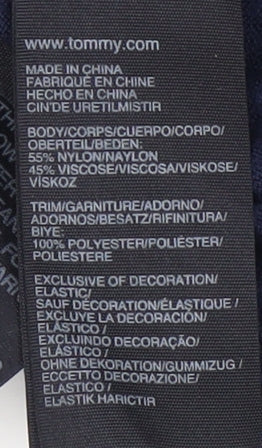 www.tommy.com
MADE IN CHINA
FABRIQUÉ EN CHINE
HECHO EN CHINA
CIN'DE URETILMISTIR
BODY/CORPS/CUERPO/CORPO/
OBERTEIL/BEDEN:
55% NYLON/NAYLON
45% VISCOSE/VISCOSA/VISKOSE/
VİSKOZ
TRIM/GARNITURE/ADORNO/
ADORNOS/BESATZ/RIFINITURA/
BIYE:
100% POLYESTER/POLIÉSTER/
POLIESTERE
EXCLUSIVE OF DECORATION/
ELASTIC/
SAUF DÉCORATION/ÉLASTIQUE /
EXCLUYE LA DECORACIÓN/
ELÁSTICO /
EXCLUINDO DECORAÇÃO/
ELÁSTICO /
OHNE DEKORATION/GUMMIZUG /
ECCETTO DECORAZIONE/
ELASTICO /
ELASTIK HARICTIR